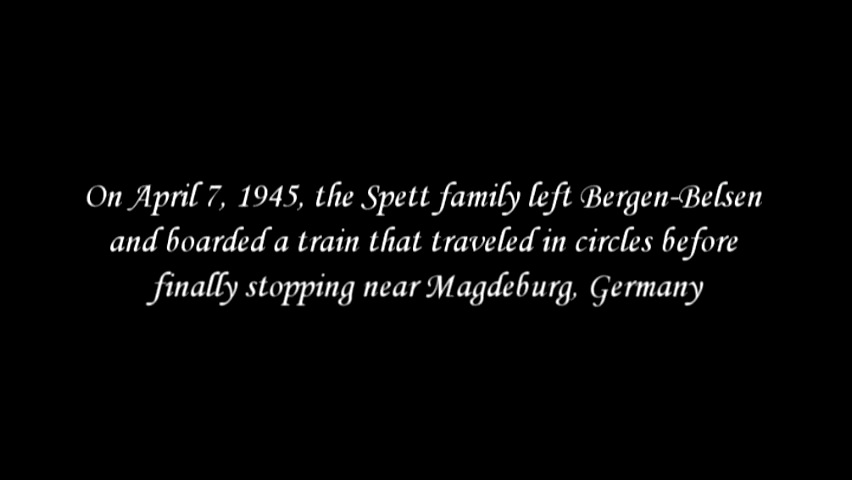 On April 7, 1945, the Spett family left Bergen-Belsen
and boarded a train that traveled in circles before
finally stopping near Magdeburg, Germany